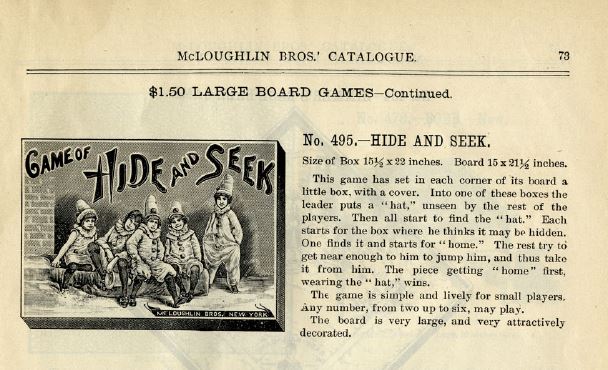 McLOUGHLIN BROS.' CATALOGUE. 73
$1.50 LARGE BOARD GAMES—Continued.
GAME OF HIDE AND SEEK
McLOUGHLIN BROS., NEW YORK
No. 495.—HIDE AND SEEK.
Size of Box 15½ x 22 inches. Board 15 x 21½ inches.
This game has set in each corner of its board a
little box, with a cover. Into one of these boxes the
leader puts a "hat," unseen by the rest of the
players. Then all start to find the "hat." Each
starts for the box where he thinks it may be hidden.
One finds it and starts for "home." The rest try to
get near enough to him to jump him, and thus take
it from him. The piece getting "home" first,
wearing the "hat," wins.
The game is simple and lively for small players.
Any number, from two up to six, may play.
The board is very large, and very attractively
decorated.